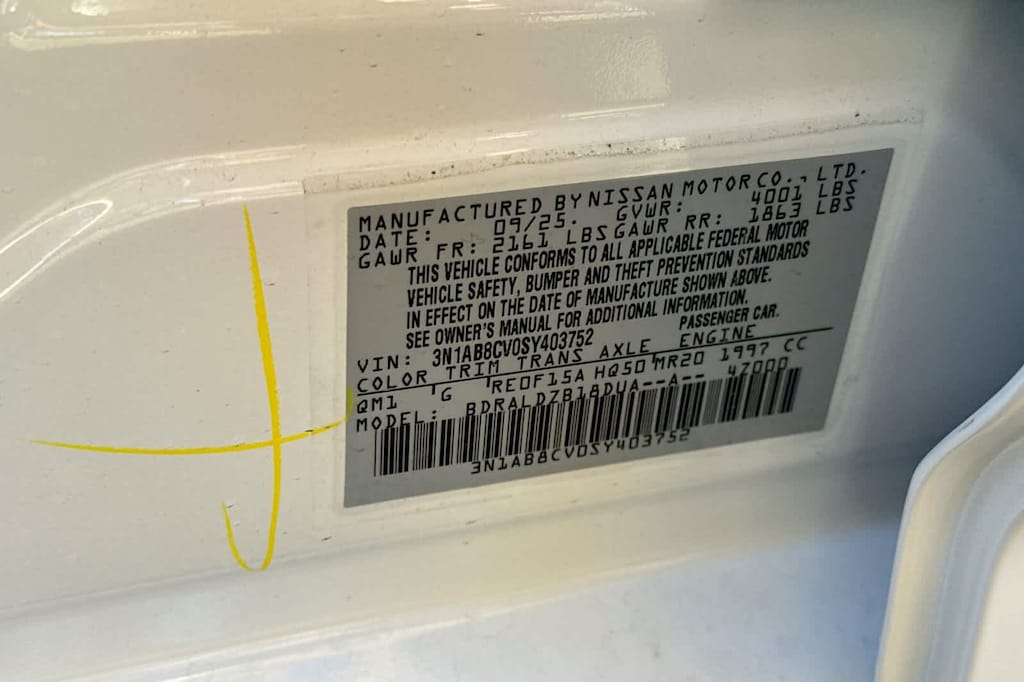 MANUFACTURED BY NISSAN MOTOR CO., LTD.
DATE: 09/25. GVWR: 4001 LBS
GAWR FR: 2161 LBS GAWR RR: 1863 LBS
THIS VEHICLE CONFORMS TO ALL APPLICABLE FEDERAL MOTOR
VEHICLE SAFETY, BUMPER AND THEFT PREVENTION STANDARDS
IN EFFECT ON THE DATE OF MANUFACTURE SHOWN ABOVE.
SEE OWNER'S MANUAL FOR ADDITIONAL INFORMATION.
VIN: 3N1AB8CV0SY403752 PASSENGER CAR.
COLOR TRIM TRANS AXLE ENGINE
QM1 'G 'RE0F15A HQ50'MR20 1997 CC
MODEL: BDRALDZB18DUA--A-- 47000
3N1AB8CV0SY403752